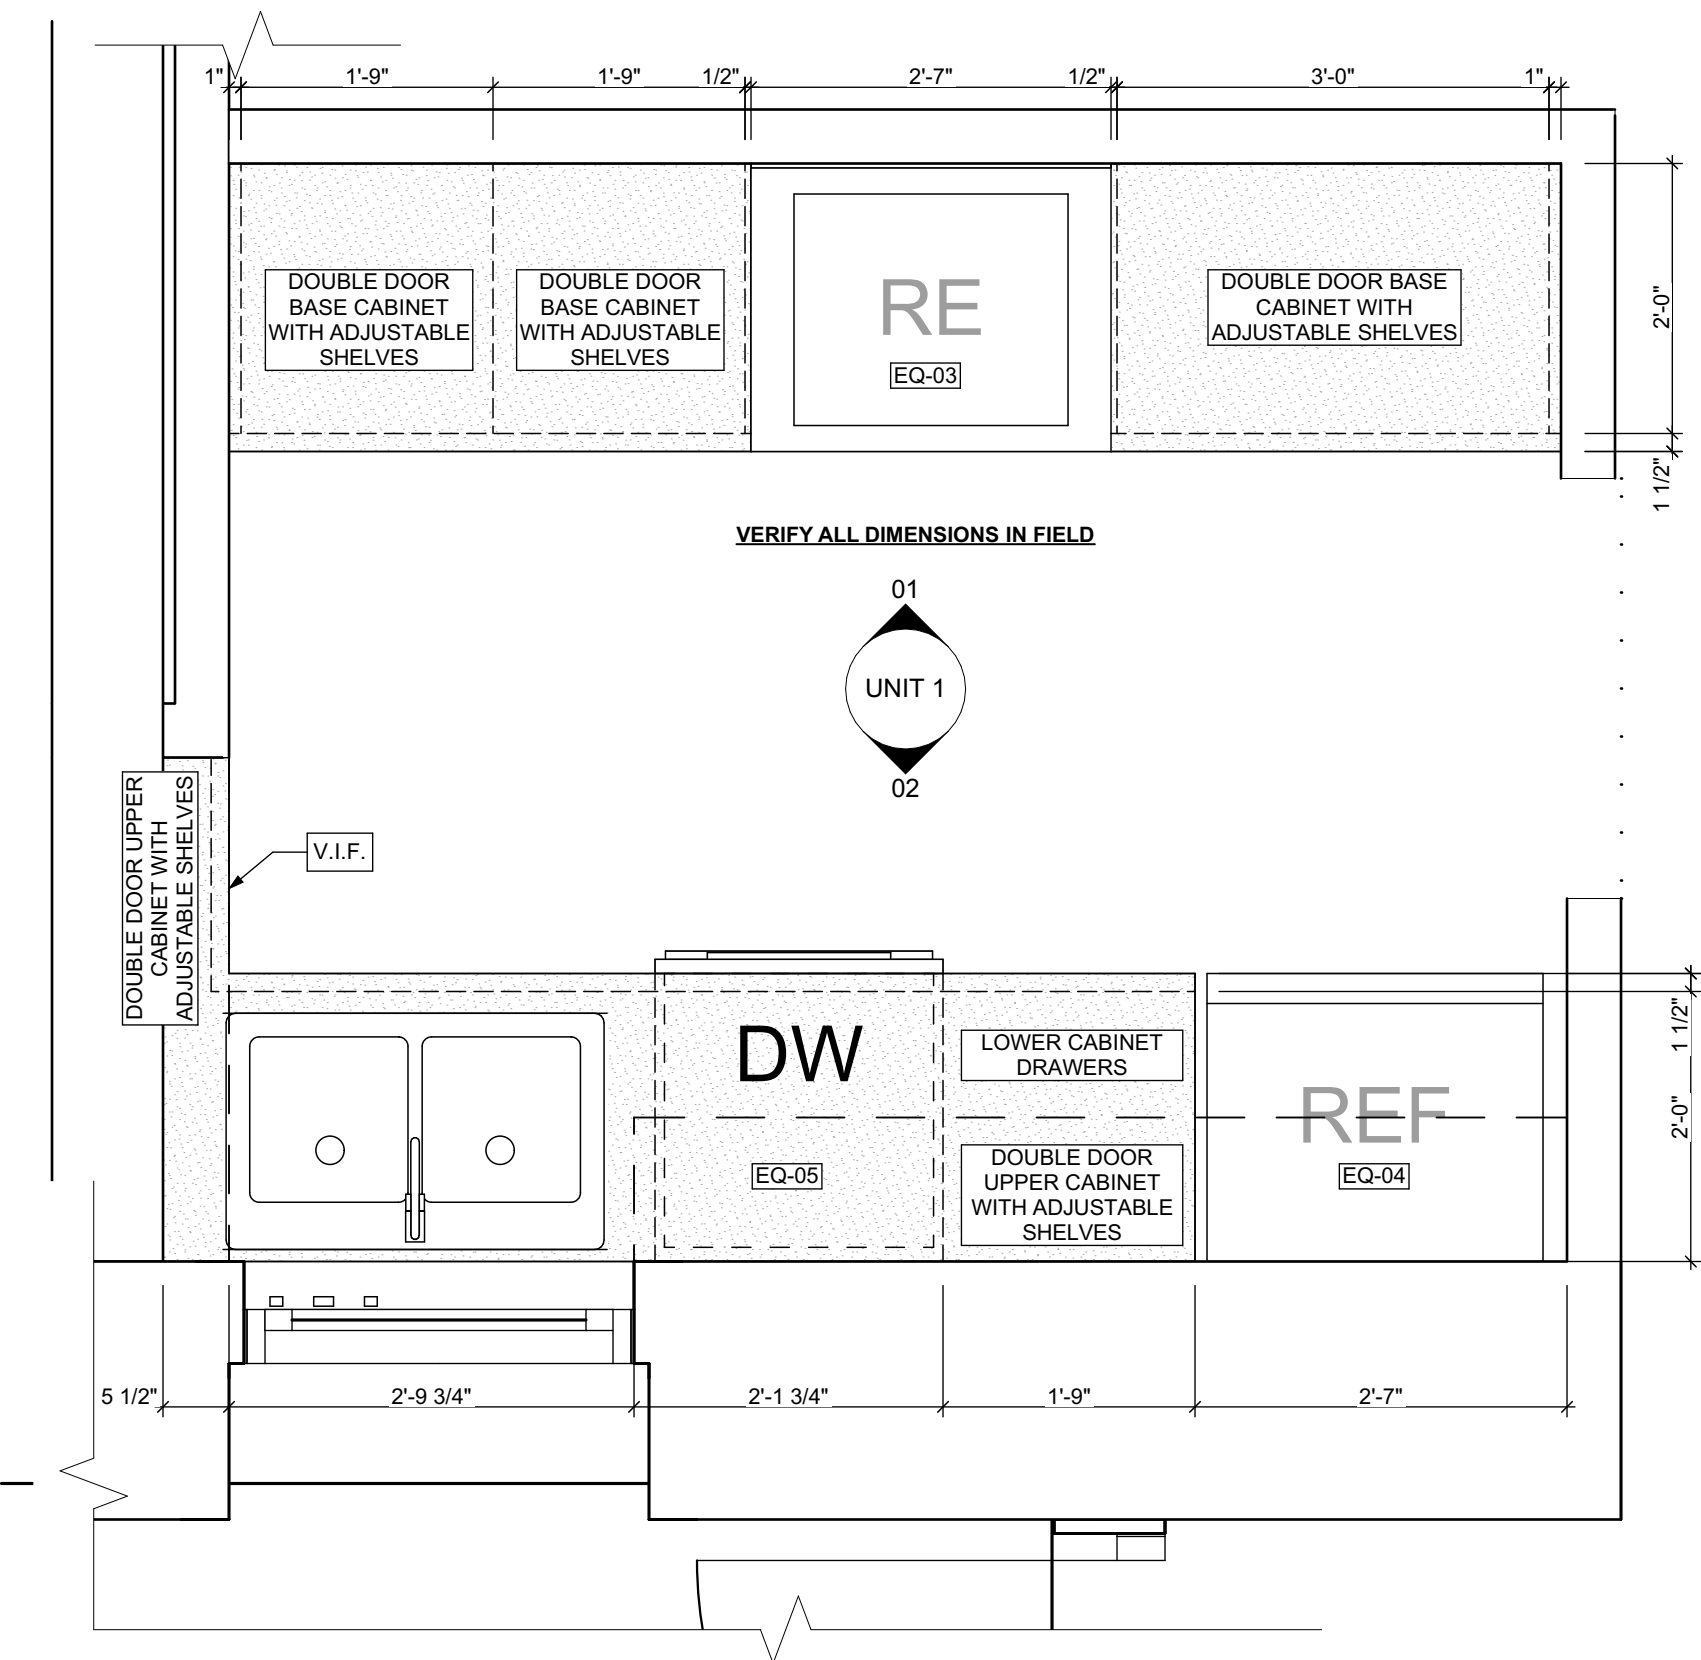 1" 1'-9" 1'-9" 1/2" 2'-7" 1/2" 3'-0" 1"
DOUBLE DOOR
BASE CABINET
WITH ADJUSTABLE
SHELVES
DOUBLE DOOR
BASE CABINET
WITH ADJUSTABLE
SHELVES
RE
EQ-03
DOUBLE DOOR BASE
CABINET WITH
ADJUSTABLE SHELVES
2'-0"
1 1/2"
VERIFY ALL DIMENSIONS IN FIELD
01
UNIT 1
02
DOUBLE DOOR UPPER
CABINET WITH
ADJUSTABLE SHELVES
V.I.F.
DW
EQ-05
LOWER CABINET
DRAWERS
DOUBLE DOOR
UPPER CABINET
WITH ADJUSTABLE
SHELVES
REF
EQ-04
1 1/2"
2'-0"
5 1/2" 2'-9 3/4" 2'-1 3/4" 1'-9" 2'-7"